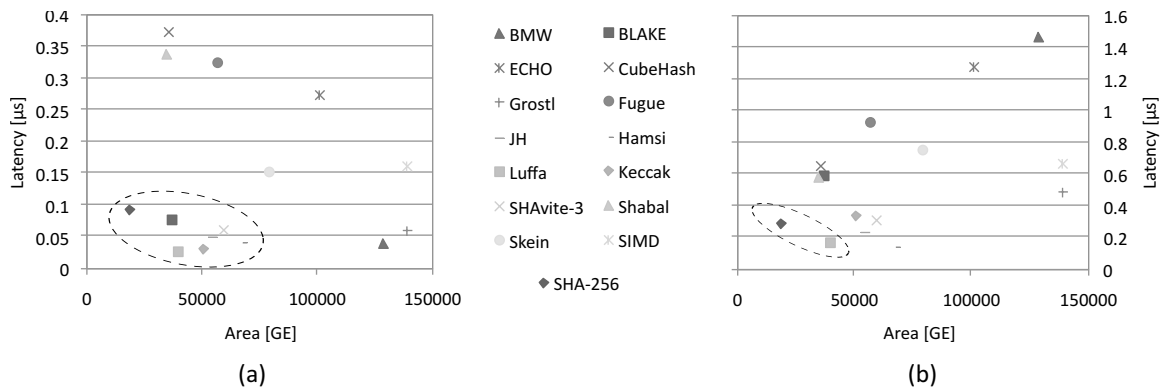 Latency [µs]
0.4
0.35
0.3
0.25
0.2
0.15
0.1
0.05
0
0 50000 100000 150000
Area [GE]
(a)
BMW BLAKE
ECHO CubeHash
Grostl Fugue
JH Hamsi
Luffa Keccak
SHAvite-3 Shabal
Skein SIMD
SHA-256
1.6
1.4
1.2
1
0.8
0.6
0.4
0.2
0
Latency [µs]
0 50000 100000 150000
Area [GE]
(b)